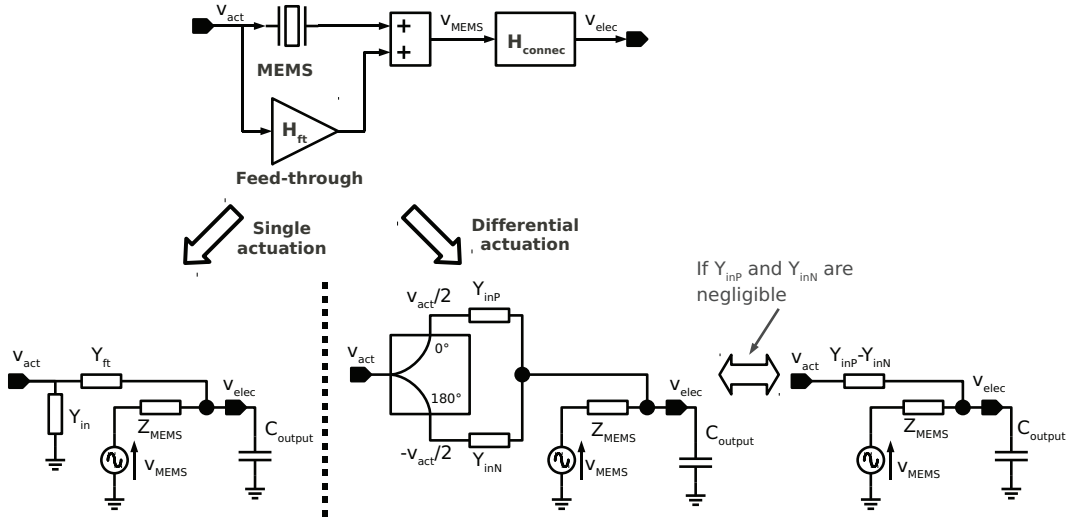 v_act
MEMS
+
+
v_MEMS
H_connec
v_elec
H_ft
Feed-through
Single
actuation
Differential
actuation
If Y_inP and Y_inN are
negligible
v_act
Y_ft
Y_in
v_elec
Z_MEMS
C_output
v_MEMS
v_act/2
Y_inP
v_act
0°
180°
-v_act/2
Y_inN
v_elec
Z_MEMS
C_output
v_MEMS
v_act
Y_inP-Y_inN
v_elec
Z_MEMS
C_output
v_MEMS